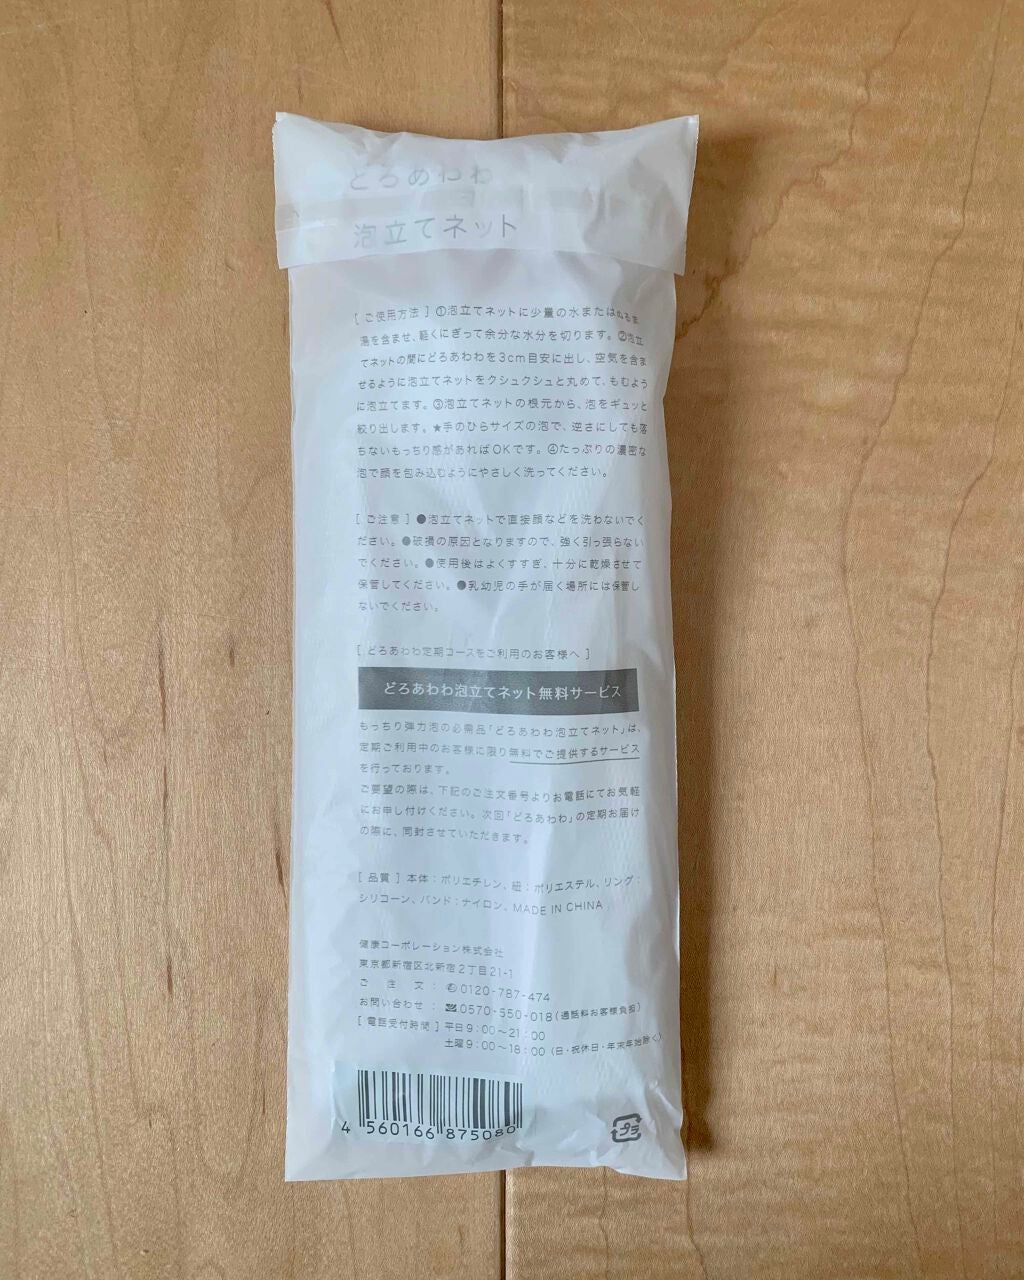 どろあわわ
泡立てネット
[ ご使用方法 ] ①泡立てネットに少量の水またはぬるま
湯を含ませ、軽くにぎって余分な水分を切ります。②泡立
てネットの間にどろあわわを3cm目安に出し、空気を含ま
せるように泡立てネットをクシュクシュと丸めて、もむよう
に泡立てます。③泡立てネットの根元から、泡をギュッと
絞り出します。★手のひらサイズの泡で、逆さにしても落
ちないもっちり感があればOKです。④たっぷりの濃密な
泡で顔を包み込むようにやさしく洗ってください。
[ ご注意 ] ●泡立てネットで直接顔などを洗わないでく
ださい。●破損の原因となりますので、強く引っ張らない
でください。●使用後はよくすすぎ、十分に乾燥させて
保管してください。●乳幼児の手が届く場所には保管し
ないでください。
[ どろあわわ定期コースをご利用のお客様へ ]
どろあわわ泡立てネット無料サービス
もっちり弾力泡の必需品「どろあわわ泡立てネット」は、
定期ご利用中のお客様に限り無料でご提供するサービス
を行っております。
ご要望の際は、下記のご注文番号よりお電話にてお気軽
にお申し付けください。次回「どろあわわ」の定期お届け
の際に、同封させていただきます。
[ 品質 ] 本体：ポリエチレン、紐：ポリエステル、リング：
シリコーン、バンド：ナイロン、MADE IN CHINA
健康コーポレーション株式会社
東京都新宿区北新宿2丁目21-1
ご注文：0120-787-474
お問い合わせ：0570-550-018（通話料お客様負担）
[ 電話受付時間 ] 平日9：00～21：00
土曜9：00～18：00（日・祝休日・年末年始除く）
4 560166 875080
プラ